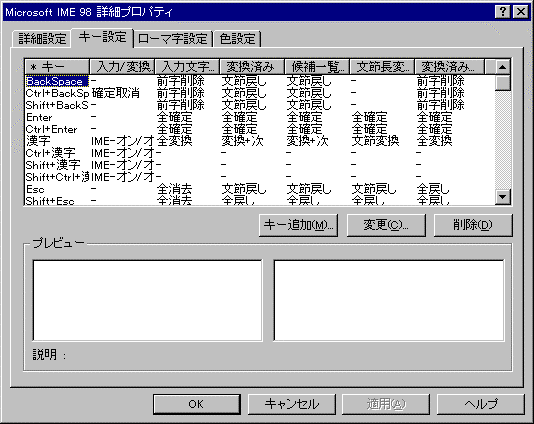 Microsoft IME 98 詳細プロパティ
詳細設定 キー設定 ローマ字設定 色設定
* キー 入力/変換 入力文字... 変換済み 候補一覧... 文節長変... 変換済み...
BackSpace - 前字削除 文節戻し 文節戻し - 前字削除
Ctrl+BackSp 確定取消 前字削除 文節戻し 文節戻し - 前字削除
Shift+BackS - 前字削除 文節戻し 文節戻し - 前字削除
Enter - 全確定 全確定 全確定 全確定 全確定
Ctrl+Enter - 全確定 全確定 全確定 全確定 全確定
漢字 IME-オン/オ 全変換 変換+次 変換+次 文節変換 全変換
Ctrl+漢字 IME-オン/オ - - - - -
Shift+漢字 IME-オン/オ - - - - -
Shift+Ctrl+漢 IME-オン/オ - - - - -
Esc - 全消去 文節戻し 文節戻し - 全戻し
Shift+Esc - 全消去 全戻し 全戻し - 全戻し
キー追加(M)... 変更(C)... 削除(D)
プレビュー
説明 :
OK キャンセル 適用(A) ヘルプ